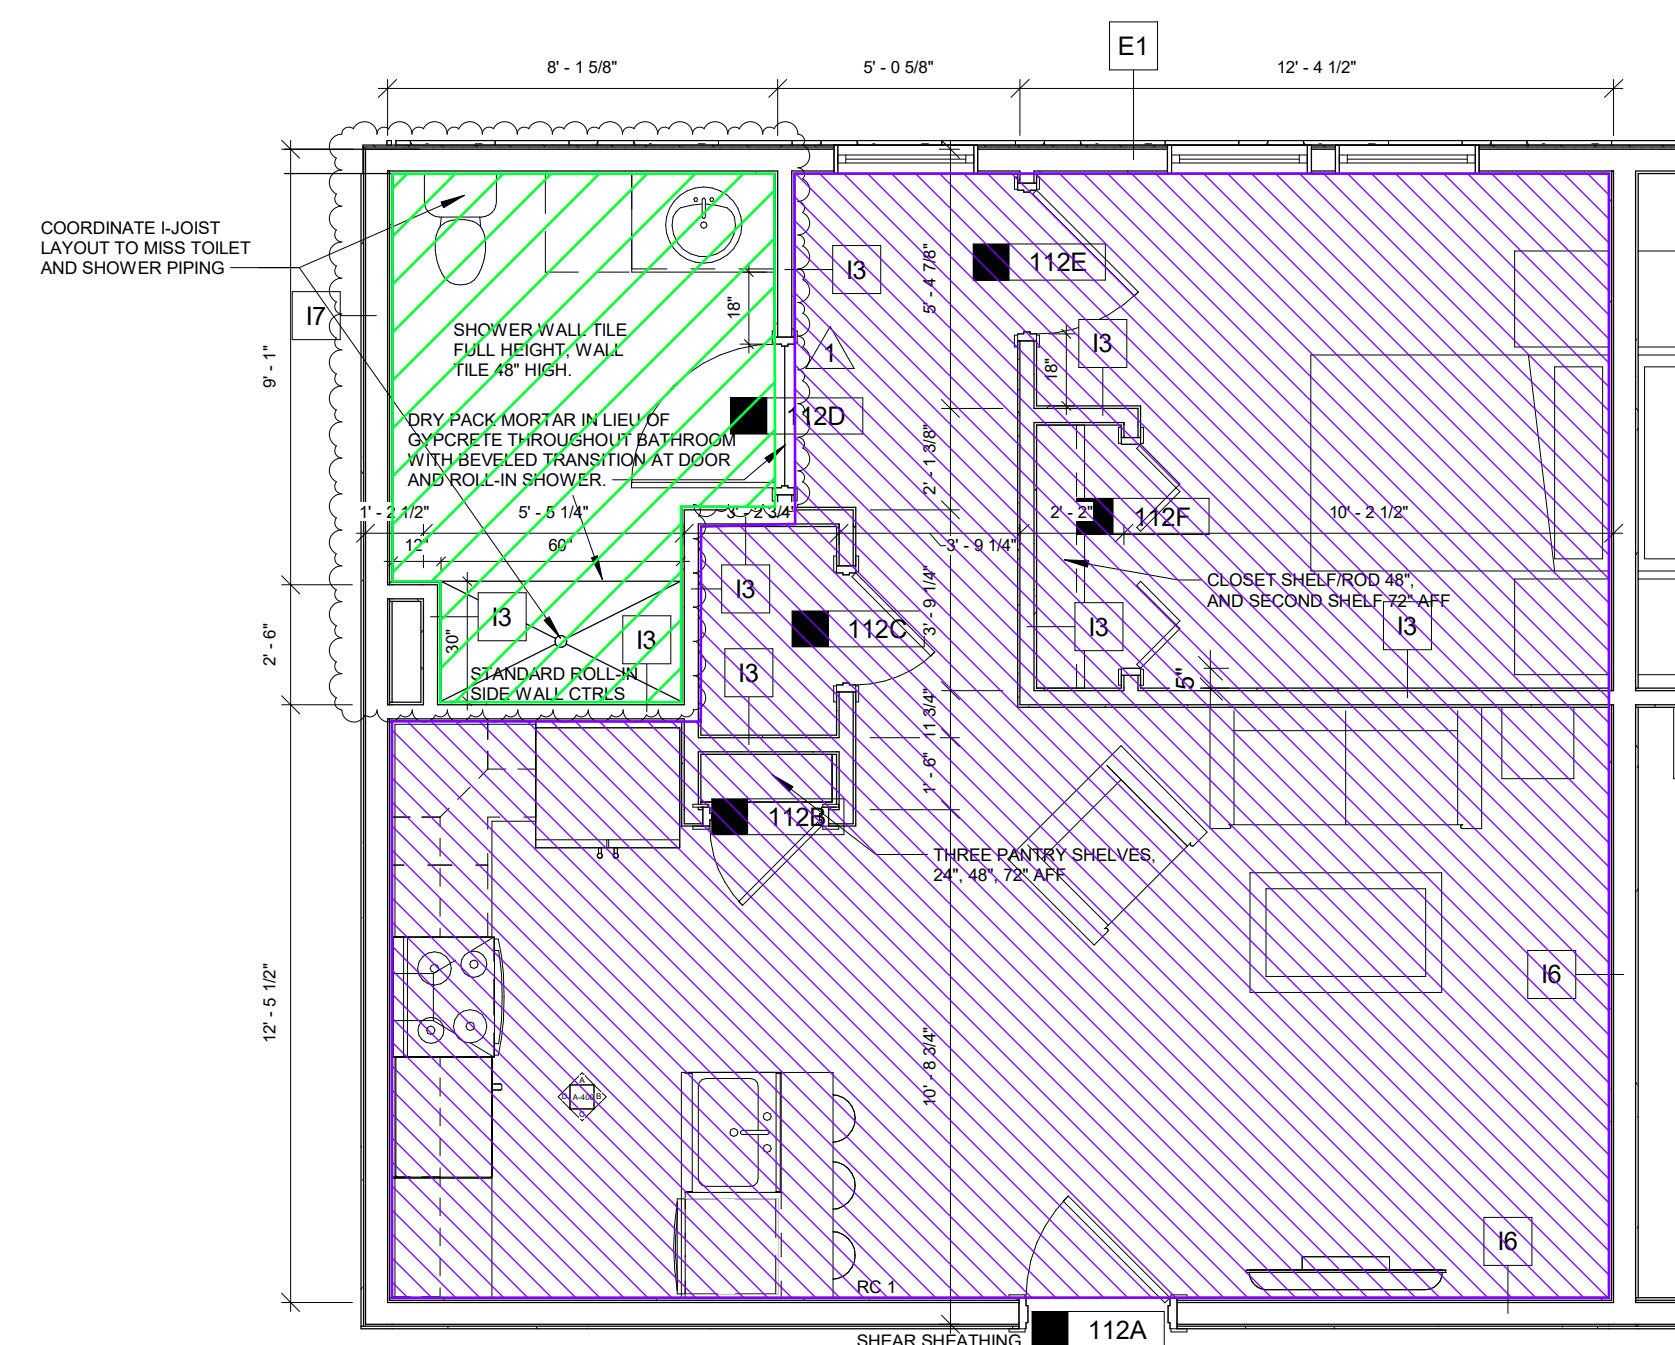 E1
8' - 1 5/8"
5' - 0 5/8"
12' - 4 1/2"
COORDINATE I-JOIST
LAYOUT TO MISS TOILET
AND SHOWER PIPING
I7
I3
112E
5' - 4 7/8"
18"
SHOWER WALL TILE
FULL HEIGHT, WALL
TILE 48" HIGH.
1
I3
18"
9' - 1"
112D
DRY PACK MORTAR IN LIEU OF
GYPCRETE THROUGHOUT BATHROOM
WITH BEVELED TRANSITION AT DOOR
AND ROLL-IN SHOWER.
2' - 1 3/8"
1' - 2 1/2"
5' - 5 1/4"
3' - 2 3/4"
2' - 2"
112F
10' - 2 1/2"
12"
60"
3' - 9 1/4"
I3
CLOSET SHELF/ROD 48",
AND SECOND SHELF 72" AFF
3' - 9 1/4"
I3
I3
112C
I3
I3
2' - 6"
30"
STANDARD ROLL-IN
SIDE WALL CTRLS
I3
5"
11 3/4"
1' - 6"
112B
THREE PANTRY SHELVES,
24", 48", 72" AFF
I6
12' - 5 1/2"
10' - 8 3/4"
A
D A-400 B
C
I6
RC 1
112A
SHEAR SHEATHING